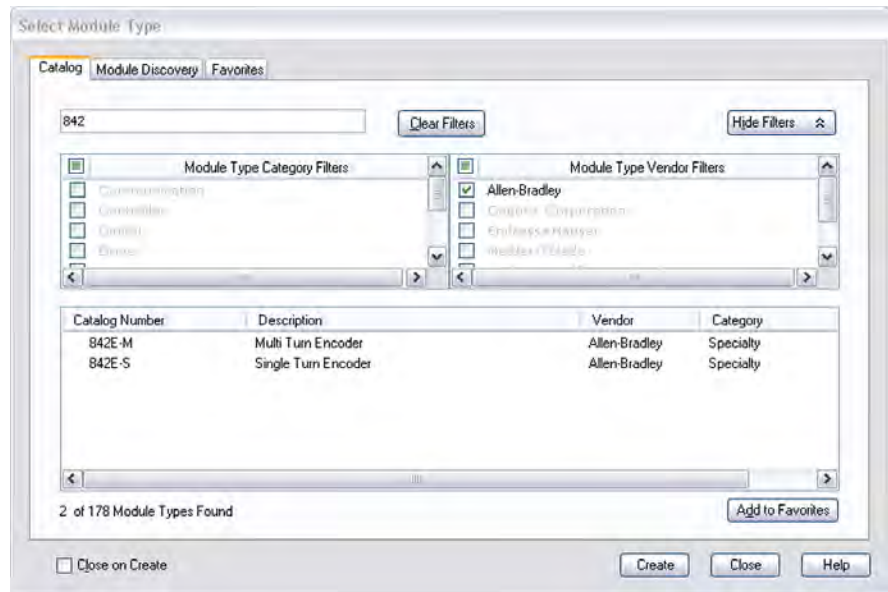 Select Module Type
Catalog Module Discovery Favorites
842 Clear Filters Hide Filters
Module Type Category Filters Module Type Vendor Filters
Communication Allen-Bradley
Controller Cognex Corporation
Endress+Hauser
Catalog Number Description Vendor Category
842E-M Multi Turn Encoder Allen-Bradley Specialty
842E-S Single Turn Encoder Allen-Bradley Specialty
2 of 178 Module Types Found Add to Favorites
Close on Create Create Close Help